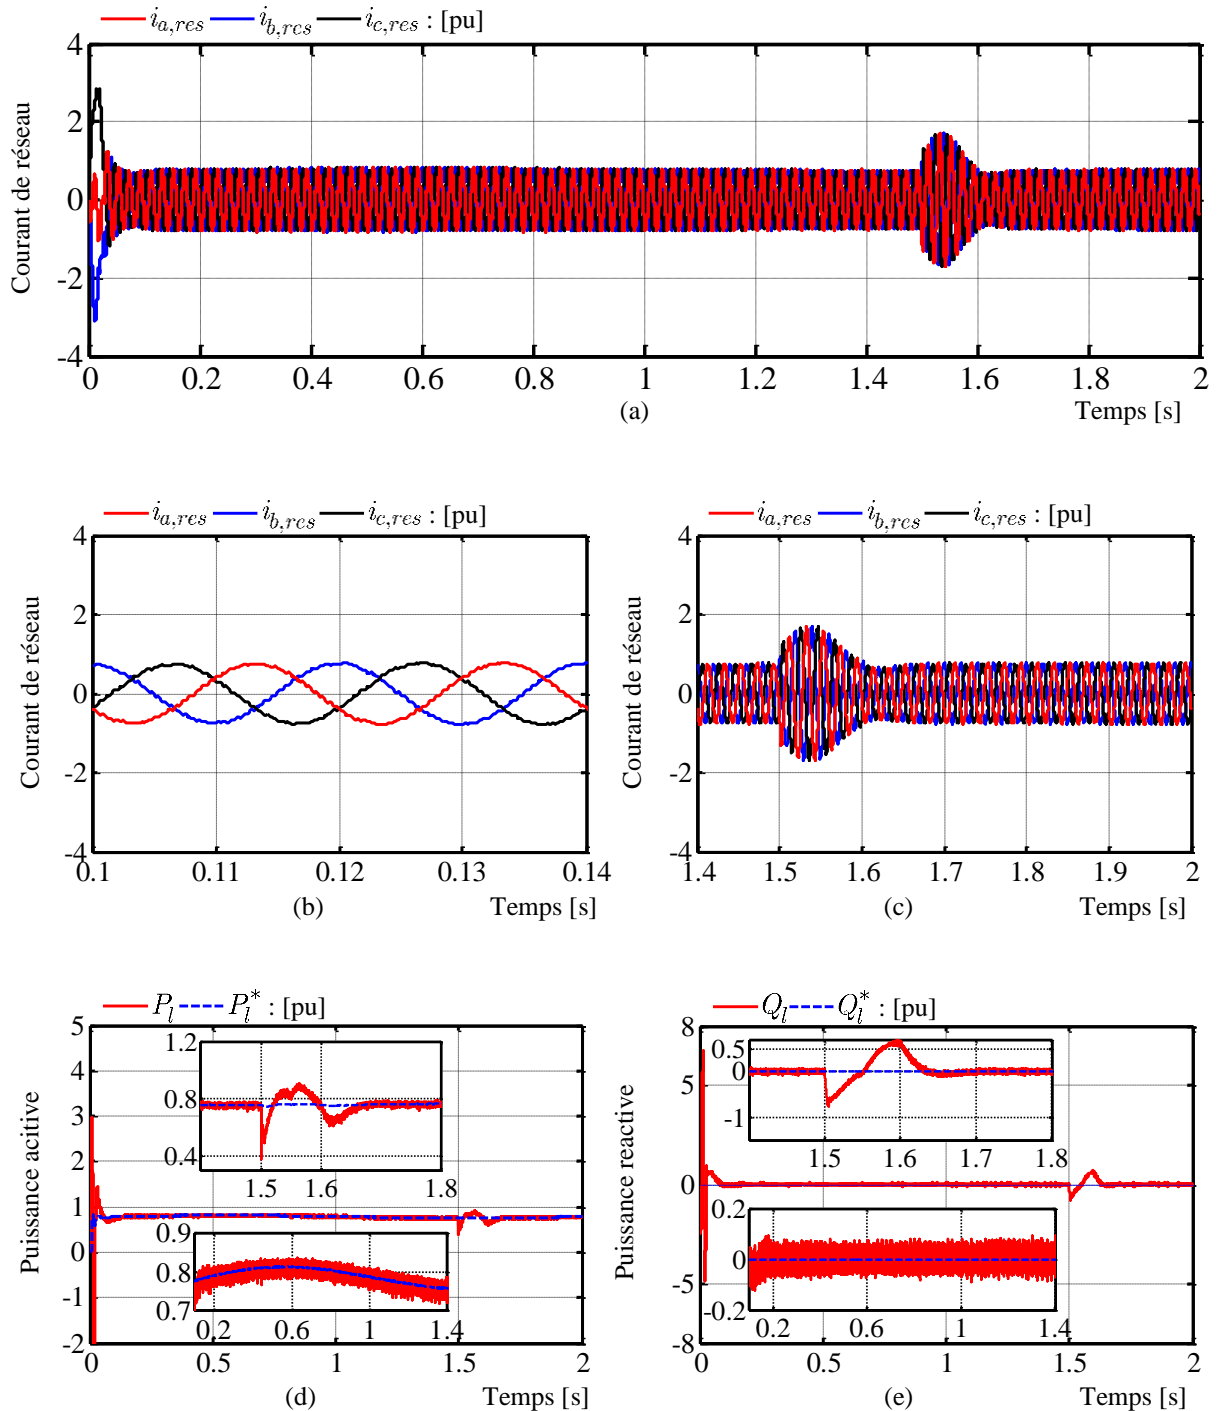 i_{a,res} i_{b,res} i_{c,res} : [pu]
Courant de réseau
4
2
0
-2
-4
0 0.2 0.4 0.6 0.8 1 1.2 1.4 1.6 1.8 2
(a)
Temps [s]
i_{a,res} i_{b,res} i_{c,res} : [pu]
Courant de réseau
4
2
0
-2
-4
0.1 0.11 0.12 0.13 0.14
(b)
Temps [s]
i_{a,res} i_{b,res} i_{c,res} : [pu]
Courant de réseau
4
2
0
-2
-4
1.4 1.5 1.6 1.7 1.8 1.9 2
(c)
Temps [s]
P_l P_l^* : [pu]
Puissance acitive
5
4
3
2
1
0
-1
-2
1.2
0.8
0.4
1.5 1.6 1.8
0.9
0.8
0.7
0.2 0.6 1 1.4
0 0.5 1 1.5 2
(d)
Temps [s]
Q_l Q_l^* : [pu]
Puissance reactive
8
5
0
-5
-8
0.5
0
-1
1.5 1.6 1.7 1.8
0.2
0
-0.2
0.2 0.6 1 1.4
0 0.5 1 1.5 2
(e)
Temps [s]